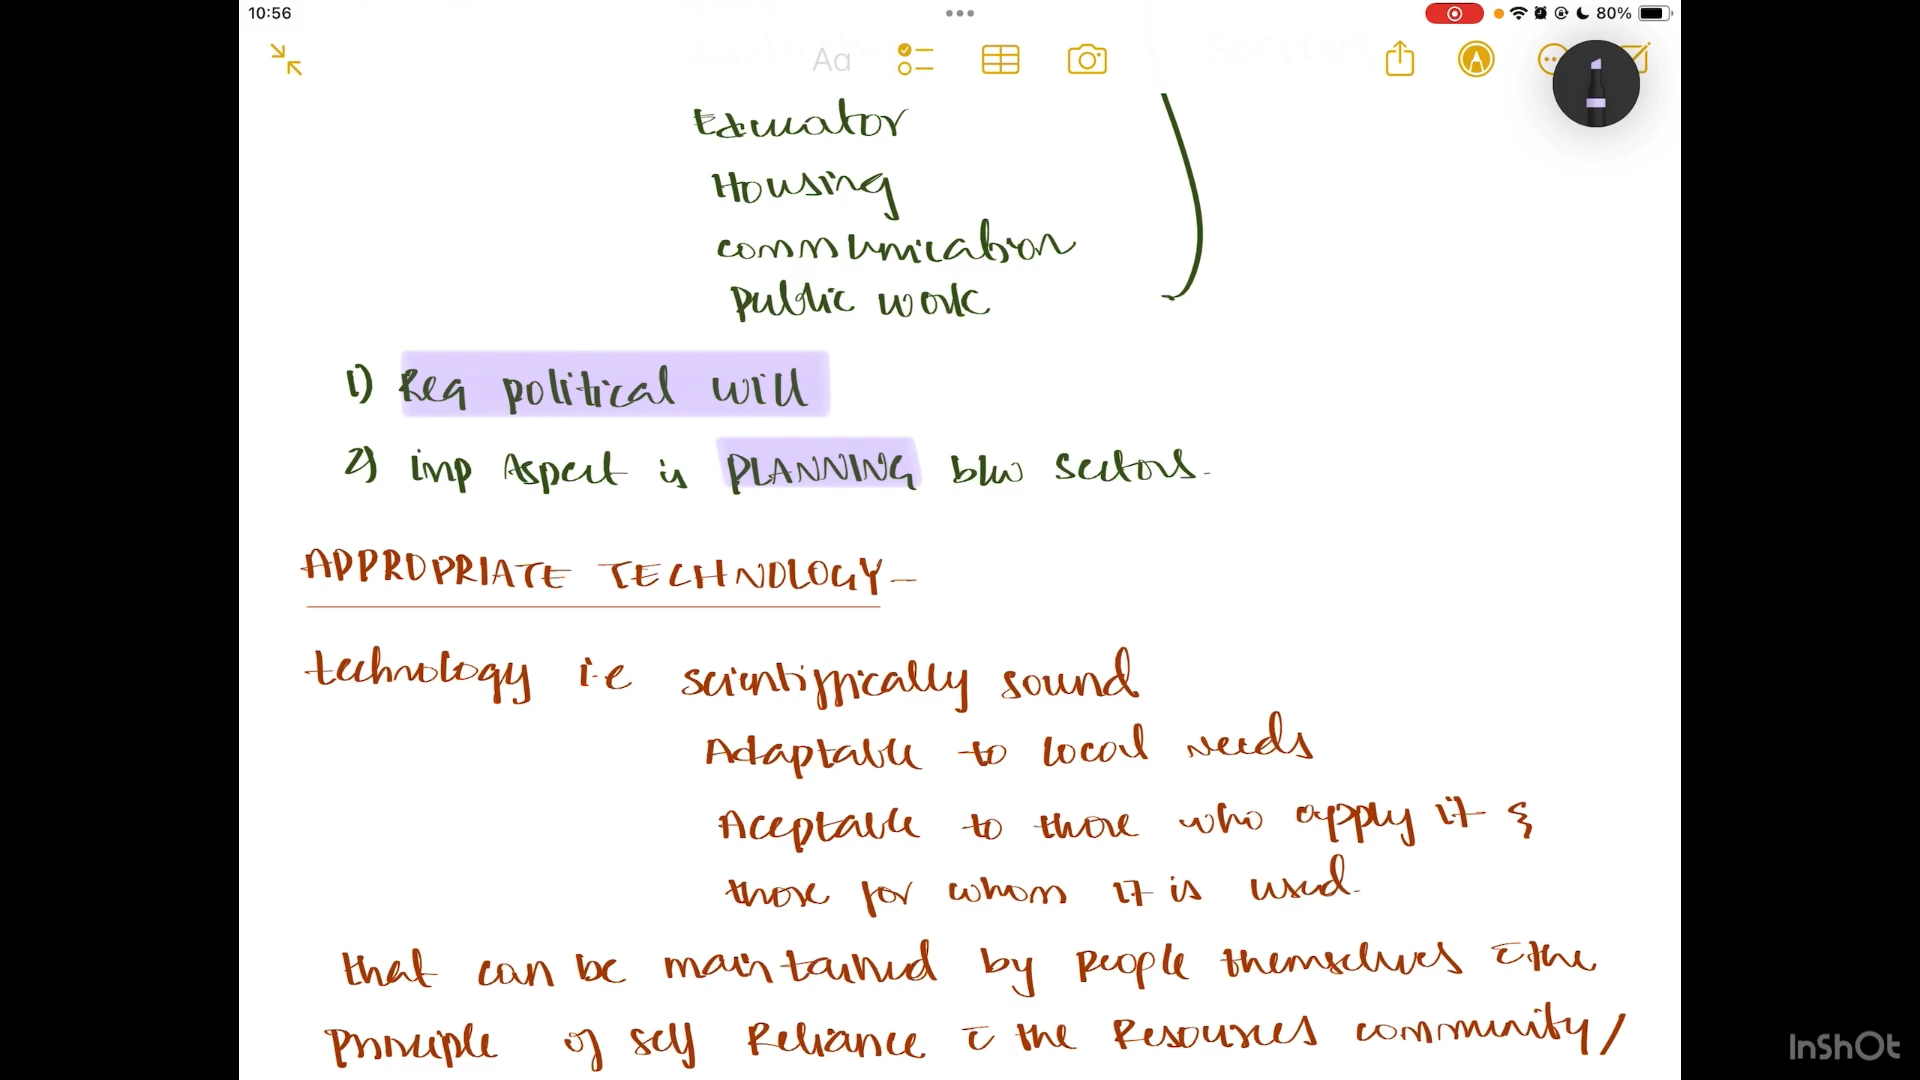 10:56
80%
Aa
Educator
Housing
communication
public work
1) Req political will
2) imp Aspect is PLANNING b/w sectors.
APPROPRIATE TECHNOLOGY-
technology i.e scientiffically sound
Adaptable to local needs
Aceptable to those who apply it &
those for whom it is used.
that can be maintained by people themselves c̄ the
principle of self Reliance c̄ the Resources community/
InShOt